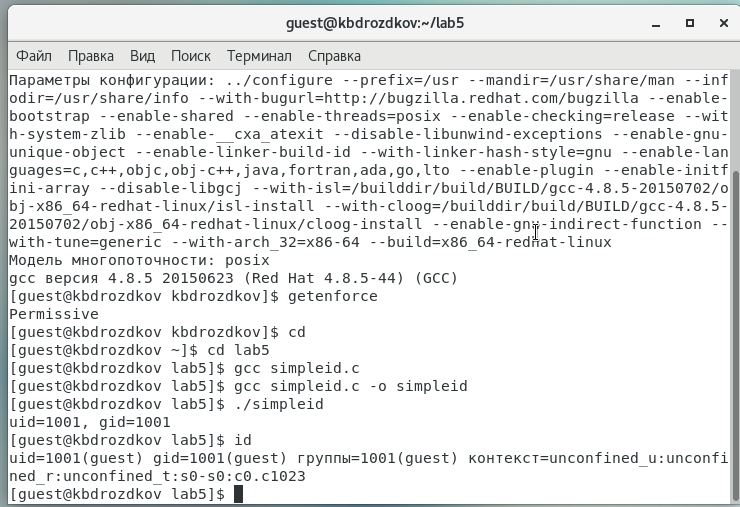 guest@kbdrozdkov:~/lab5
Файл Правка Вид Поиск Терминал Справка
Параметры конфигурации: ../configure --prefix=/usr --mandir=/usr/share/man --inf
odir=/usr/share/info --with-bugurl=http://bugzilla.redhat.com/bugzilla --enable-
bootstrap --enable-shared --enable-threads=posix --enable-checking=release --wit
h-system-zlib --enable-__cxa_atexit --disable-libunwind-exceptions --enable-gnu-
unique-object --enable-linker-build-id --with-linker-hash-style=gnu --enable-lan
guages=c,c++,objc,obj-c++,java,fortran,ada,go,lto --enable-plugin --enable-initf
ini-array --disable-libgcj --with-isl=/builddir/build/BUILD/gcc-4.8.5-20150702/o
bj-x86_64-redhat-linux/isl-install --with-cloog=/builddir/build/BUILD/gcc-4.8.5-
20150702/obj-x86_64-redhat-linux/cloog-install --enable-gnu-indirect-function --
with-tune=generic --with-arch_32=x86-64 --build=x86_64-redhat-linux
Модель многопоточности: posix
gcc версия 4.8.5 20150623 (Red Hat 4.8.5-44) (GCC)
[guest@kbdrozdkov kbdrozdkov]$ getenforce
Permissive
[guest@kbdrozdkov kbdrozdkov]$ cd
[guest@kbdrozdkov ~]$ cd lab5
[guest@kbdrozdkov lab5]$ gcc simpleid.c
[guest@kbdrozdkov lab5]$ gcc simpleid.c -o simpleid
[guest@kbdrozdkov lab5]$ ./simpleid
uid=1001, gid=1001
[guest@kbdrozdkov lab5]$ id
uid=1001(guest) gid=1001(guest) группы=1001(guest) контекст=unconfined_u:unconfi
ned_r:unconfined_t:s0-s0:c0.c1023
[guest@kbdrozdkov lab5]$